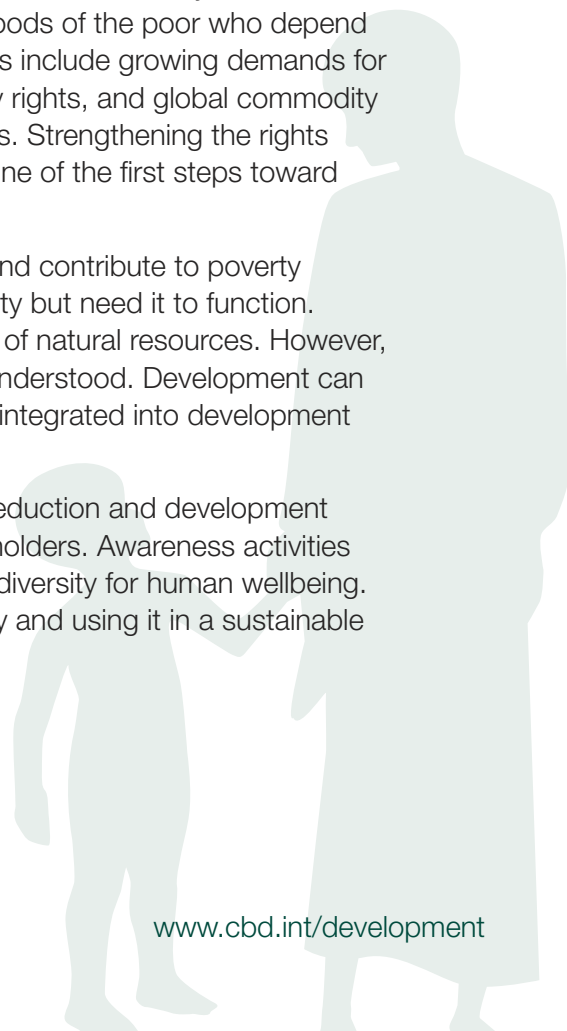 oods of the poor who depend
s include growing demands for
rights, and global commodity
s. Strengthening the rights
ne of the first steps toward
nd contribute to poverty
ty but need it to function.
of natural resources. However,
nderstood. Development can
integrated into development
eduction and development
holders. Awareness activities
diversity for human wellbeing.
y and using it in a sustainable
www.cbd.int/development